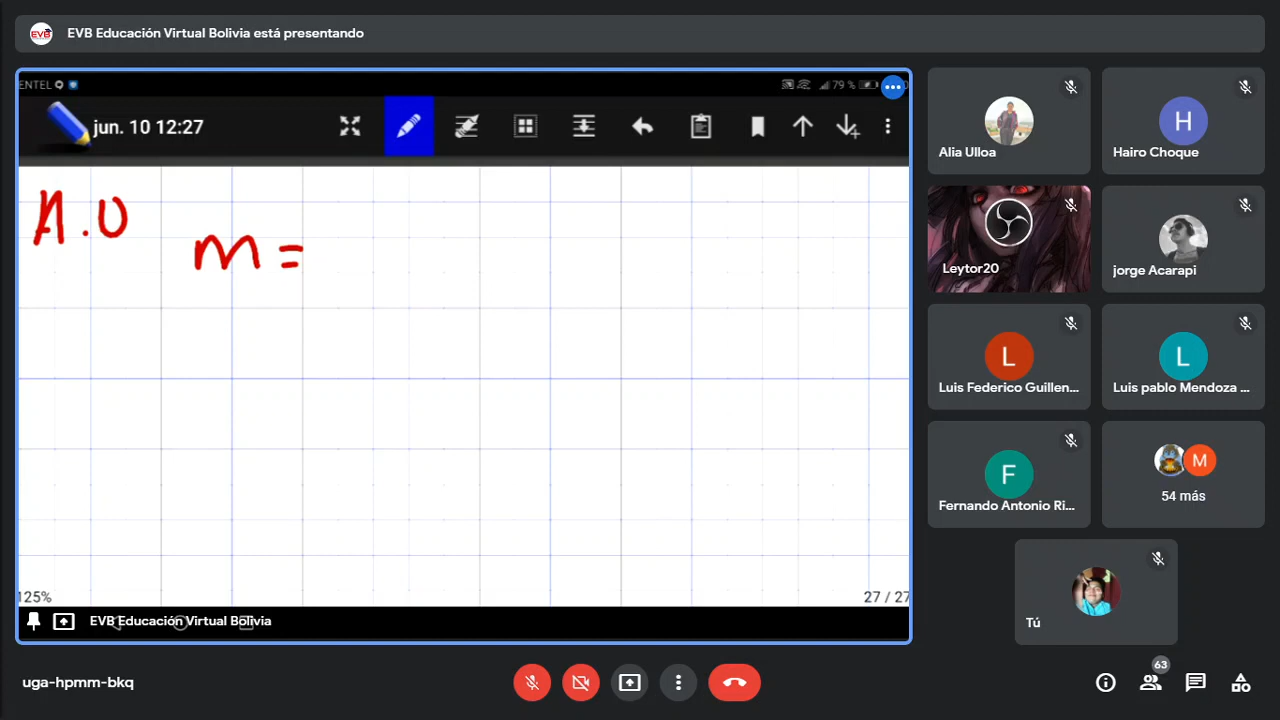 EVB
EVB Educación Virtual Bolivia está presentando
ENTEL
79 %
jun. 10 12:27
A.U
m =
125%
27 / 27
EVB Educación Virtual Bolivia
Alia Ulloa
H
Hairo Choque
Leytor20
jorge Acarapi
L
Luis Federico Guillen...
L
Luis pablo Mendoza ...
F
Fernando Antonio Ri...
M
54 más
Tú
uga-hpmm-bkq
63